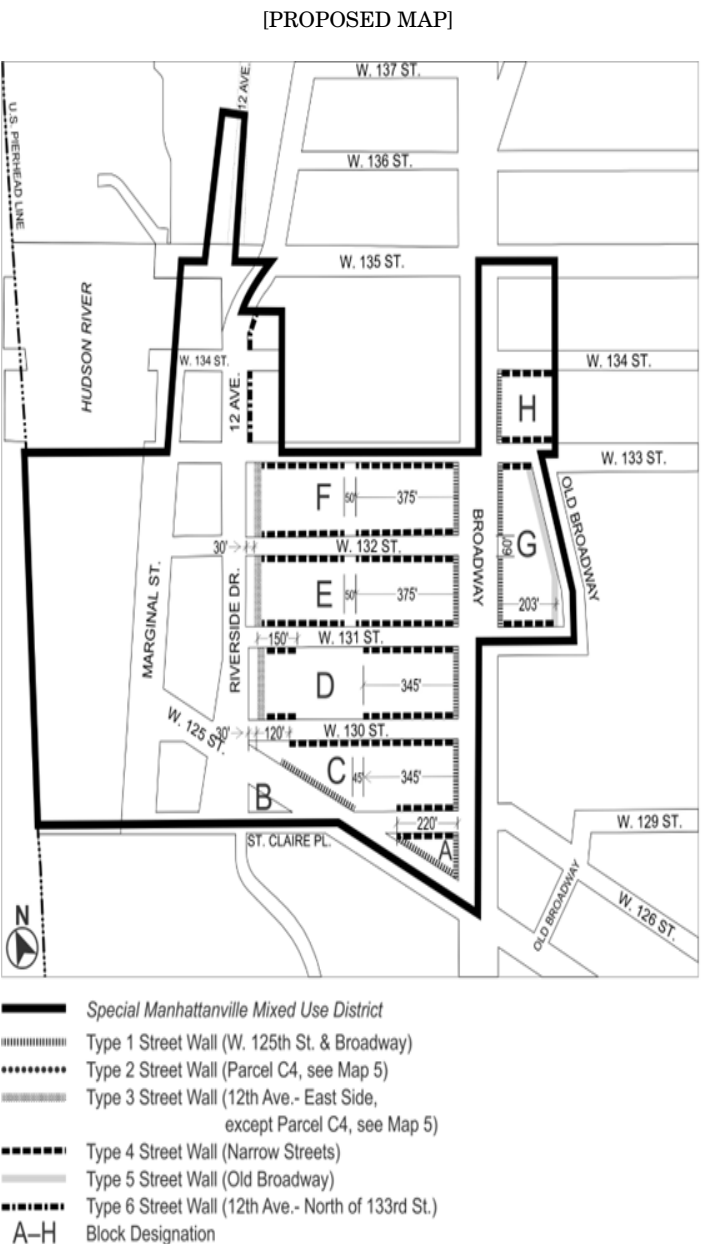 [PROPOSED MAP]
W. 137 ST.
12 AVE.
U.S. PIERHEAD LINE
W. 136 ST.
W. 135 ST.
HUDSON RIVER
W. 134 ST.
W. 134 ST.
12 AVE.
H
W. 133 ST.
F
50'
375'
BROADWAY
OLD BROADWAY
G
60'
30'
W. 132 ST.
MARGINAL ST.
RIVERSIDE DR.
E
50'
375'
203'
150'
W. 131 ST.
D
345'
W. 125 ST.
30'
120'
W. 130 ST.
C
45'
345'
B
220'
W. 129 ST.
ST. CLAIRE PL.
A
OLD BROADWAY
W. 126 ST.
N
Special Manhattanville Mixed Use District
Type 1 Street Wall (W. 125th St. & Broadway)
Type 2 Street Wall (Parcel C4, see Map 5)
Type 3 Street Wall (12th Ave.- East Side,
except Parcel C4, see Map 5)
Type 4 Street Wall (Narrow Streets)
Type 5 Street Wall (Old Broadway)
Type 6 Street Wall (12th Ave.- North of 133rd St.)
A–H Block Designation